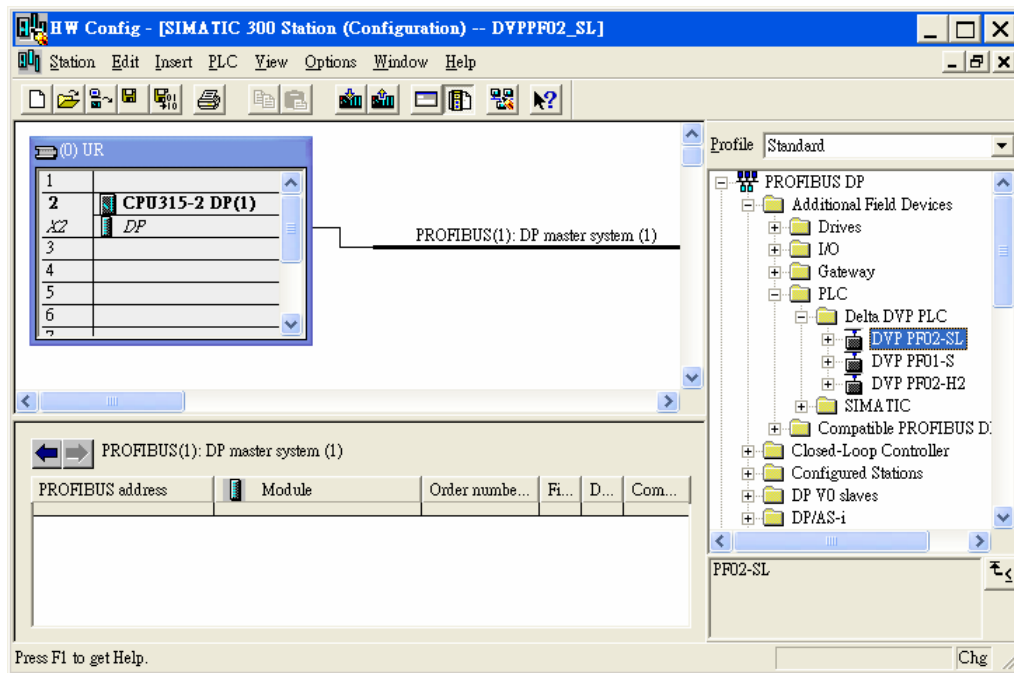 HW Config - [SIMATIC 300 Station (Configuration) -- DVPPF02_SL]
Station Edit Insert PLC View Options Window Help
(0) UR
1
2 CPU315-2 DP(1)
X2 DP
3
4
5
6
7
PROFIBUS(1): DP master system (1)
Profile Standard
PROFIBUS DP
Additional Field Devices
Drives
I/O
Gateway
PLC
Delta DVP PLC
DVP PF02-SL
DVP PF01-S
DVP PF02-H2
SIMATIC
Compatible PROFIBUS D
Closed-Loop Controller
Configured Stations
DP V0 slaves
DP/AS-i
PROFIBUS(1): DP master system (1)
PROFIBUS address Module Order numbe... Fi... D... Com...
PF02-SL
Press F1 to get Help.
Chg